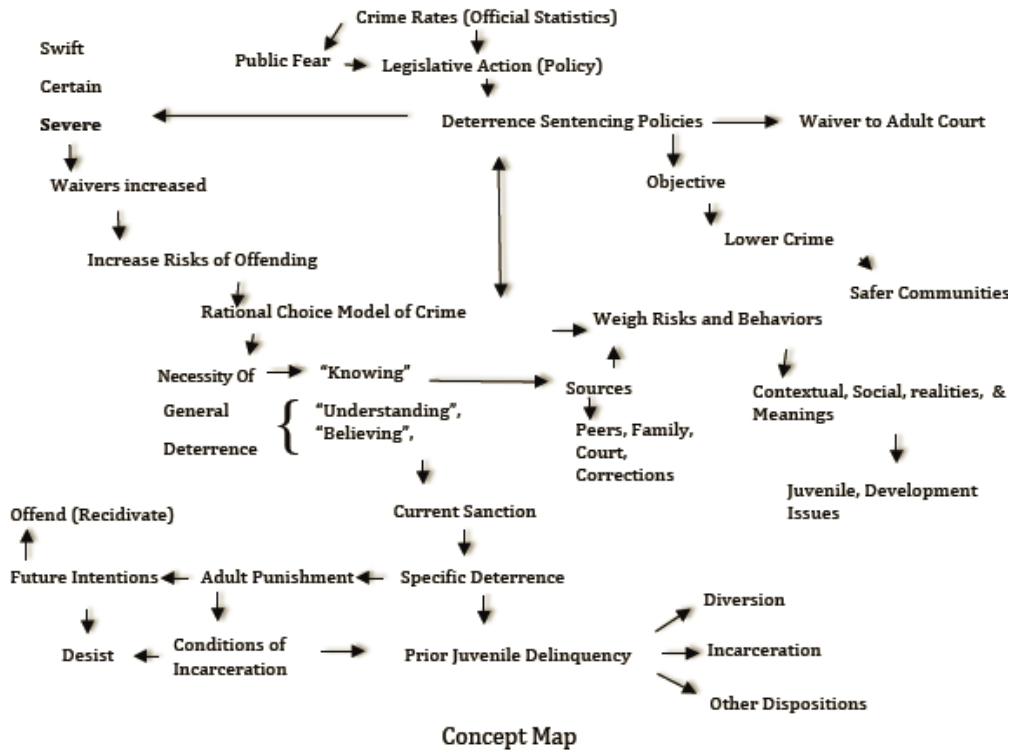 Crime Rates (Official Statistics)
Swift
Public Fear
Legislative Action (Policy)
Certain
Severe
Deterrence Sentencing Policies
Waiver to Adult Court
Waivers increased
Objective
Lower Crime
Increase Risks of Offending
Safer Communities
Rational Choice Model of Crime
Weigh Risks and Behaviors
Necessity Of
"Knowing"
Sources
Contextual, Social, realities, &
Meanings
General
Deterrence
{
"Understanding",
"Believing",
Peers, Family,
Court,
Corrections
Juvenile, Development
Issues
Offend (Recidivate)
Current Sanction
Future Intentions
Adult Punishment
Specific Deterrence
Diversion
Desist
Conditions of
Incarceration
Prior Juvenile Delinquency
Incarceration
Other Dispositions
Concept Map